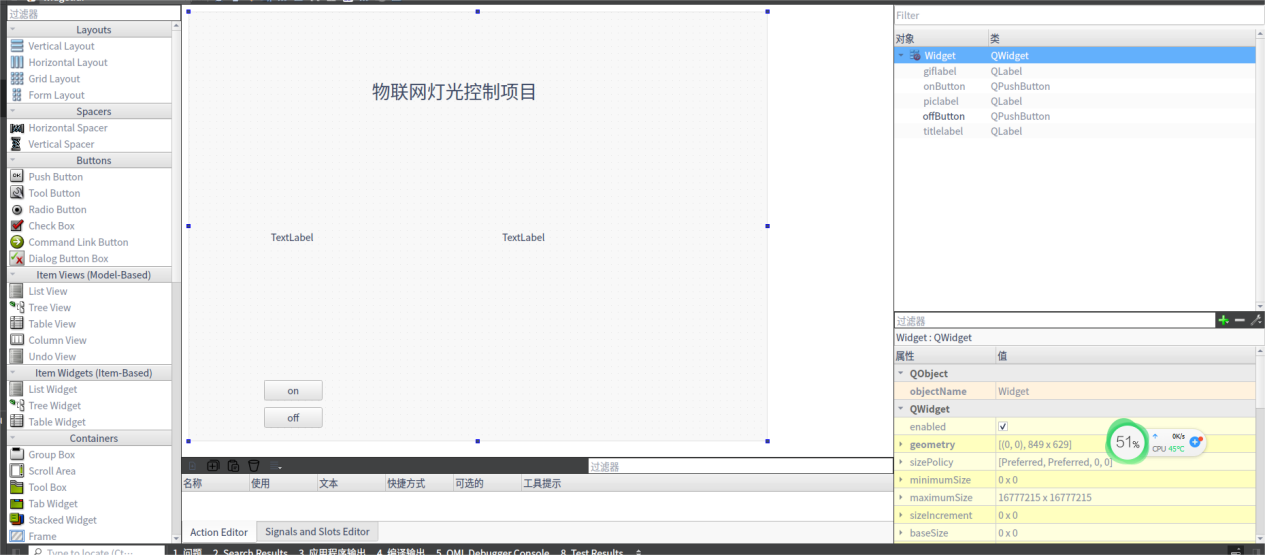 过滤器
Layouts
Vertical Layout
Horizontal Layout
Grid Layout
Form Layout
Spacers
Horizontal Spacer
Vertical Spacer
Buttons
Push Button
Tool Button
Radio Button
Check Box
Command Link Button
Dialog Button Box
Item Views (Model-Based)
List View
Tree View
Table View
Column View
Undo View
Item Widgets (Item-Based)
List Widget
Tree Widget
Table Widget
Containers
Group Box
Scroll Area
Tool Box
Tab Widget
Stacked Widget
Frame
物联网灯光控制项目
TextLabel TextLabel
on
off
过滤器
名称 使用 文本 快捷方式 可选的 工具提示
Action Editor Signals and Slots Editor
Filter
对象 类
Widget QWidget
giflabel QLabel
onButton QPushButton
piclabel QLabel
offButton QPushButton
titlelabel QLabel
过滤器
Widget : QWidget
属性 值
QObject
objectName Widget
QWidget
enabled
geometry [(0, 0), 849 x 629]
sizePolicy [Preferred, Preferred, 0, 0]
minimumSize 0 x 0
maximumSize 16777215 x 16777215
sizeIncrement 0 x 0
baseSize 0 x 0
51% 0K/s
CPU 45℃
Type to locate (Ct... 1 问题 2 Search Results 3 应用程序输出 4 编译输出 5 QML Debugger Console 8 Test Results